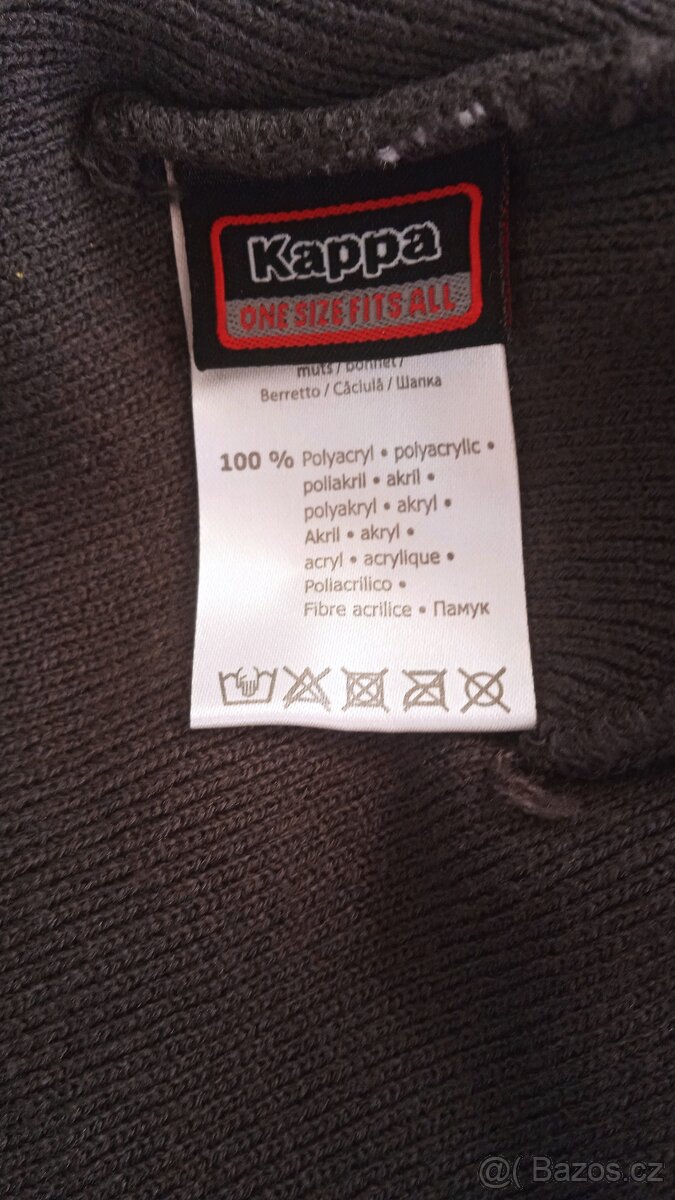 Kappa
ONE SIZE FITS ALL
muts / bonnet /
Berretto / Căciulă / Шапка
100 % Polyacryl • polyacrylic •
poliakril • akril •
polyakryl • akryl •
Akril • akryl •
acryl • acrylique •
Poliacrilico •
Fibre acrilice • Памук
@( Bazos.cz